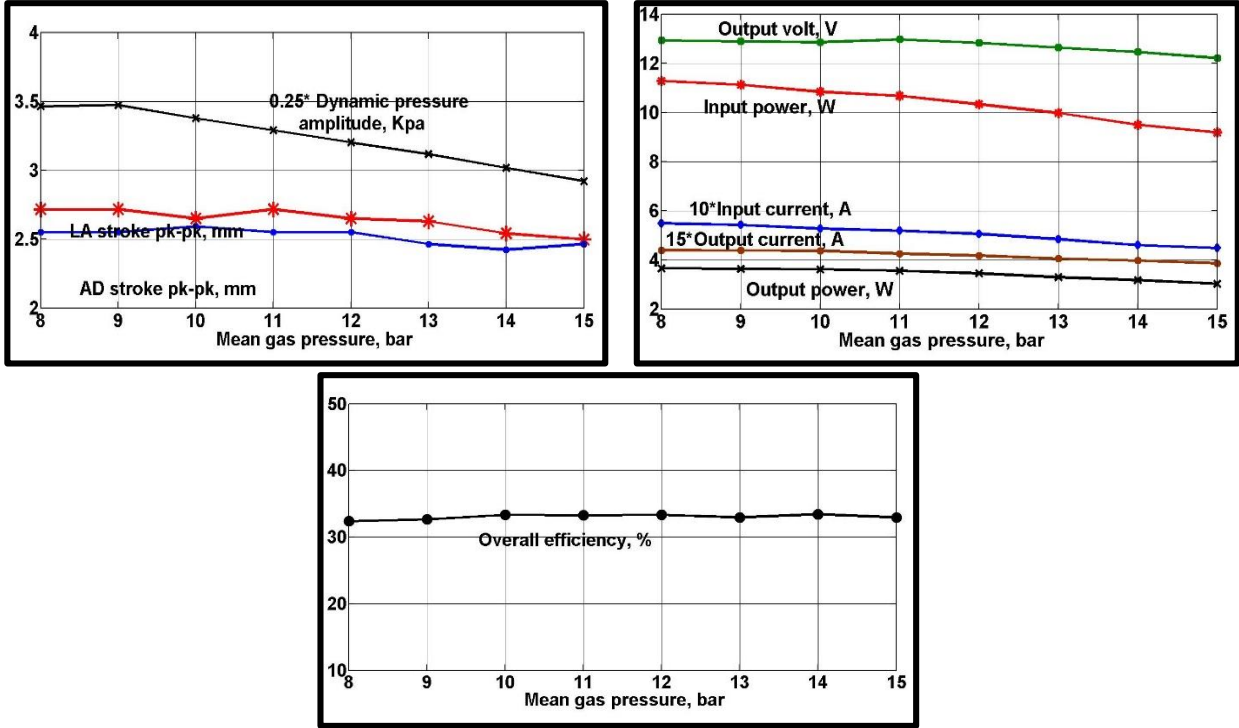 4
3.5
3
2.5
2
0.25* Dynamic pressure
amplitude, Kpa
LA stroke pk-pk, mm
AD stroke pk-pk, mm
8 9 10 11 12 13 14 15
Mean gas pressure, bar
14
12
10
8
6
4
2
Output volt, V
Input power, W
10*Input current, A
15*Output current, A
Output power, W
8 9 10 11 12 13 14 15
Mean gas pressure, bar
50
40
30
20
10
Overall efficiency, %
8 9 10 11 12 13 14 15
Mean gas pressure, bar